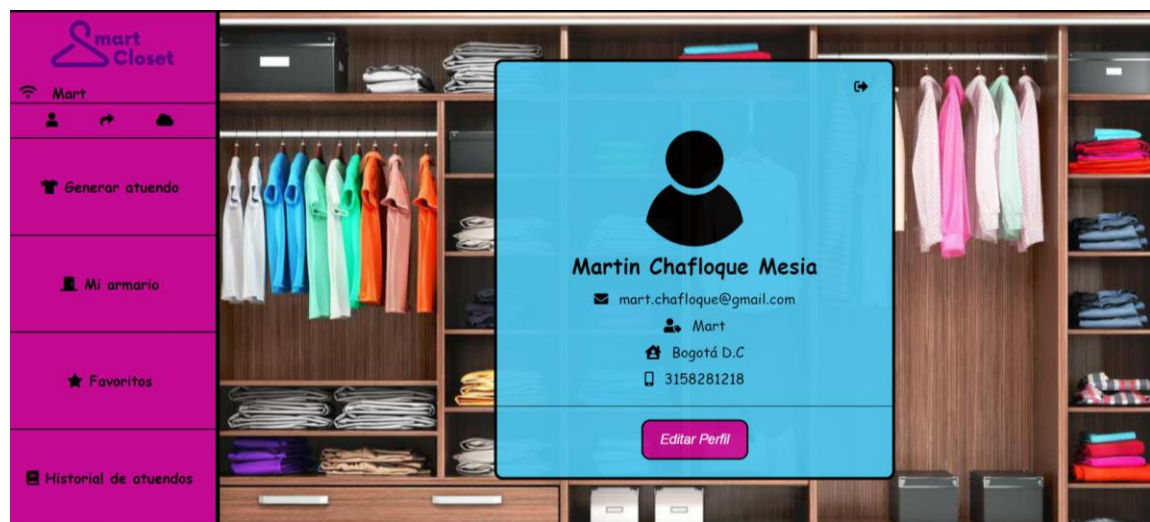 Smart
Closet
Mart
Generar atuendo
Mi armario
Favoritos
Historial de atuendos
Martin Chafloque Mesia
mart.chafloque@gmail.com
Mart
Bogotá D.C
3158281218
Editar Perfil